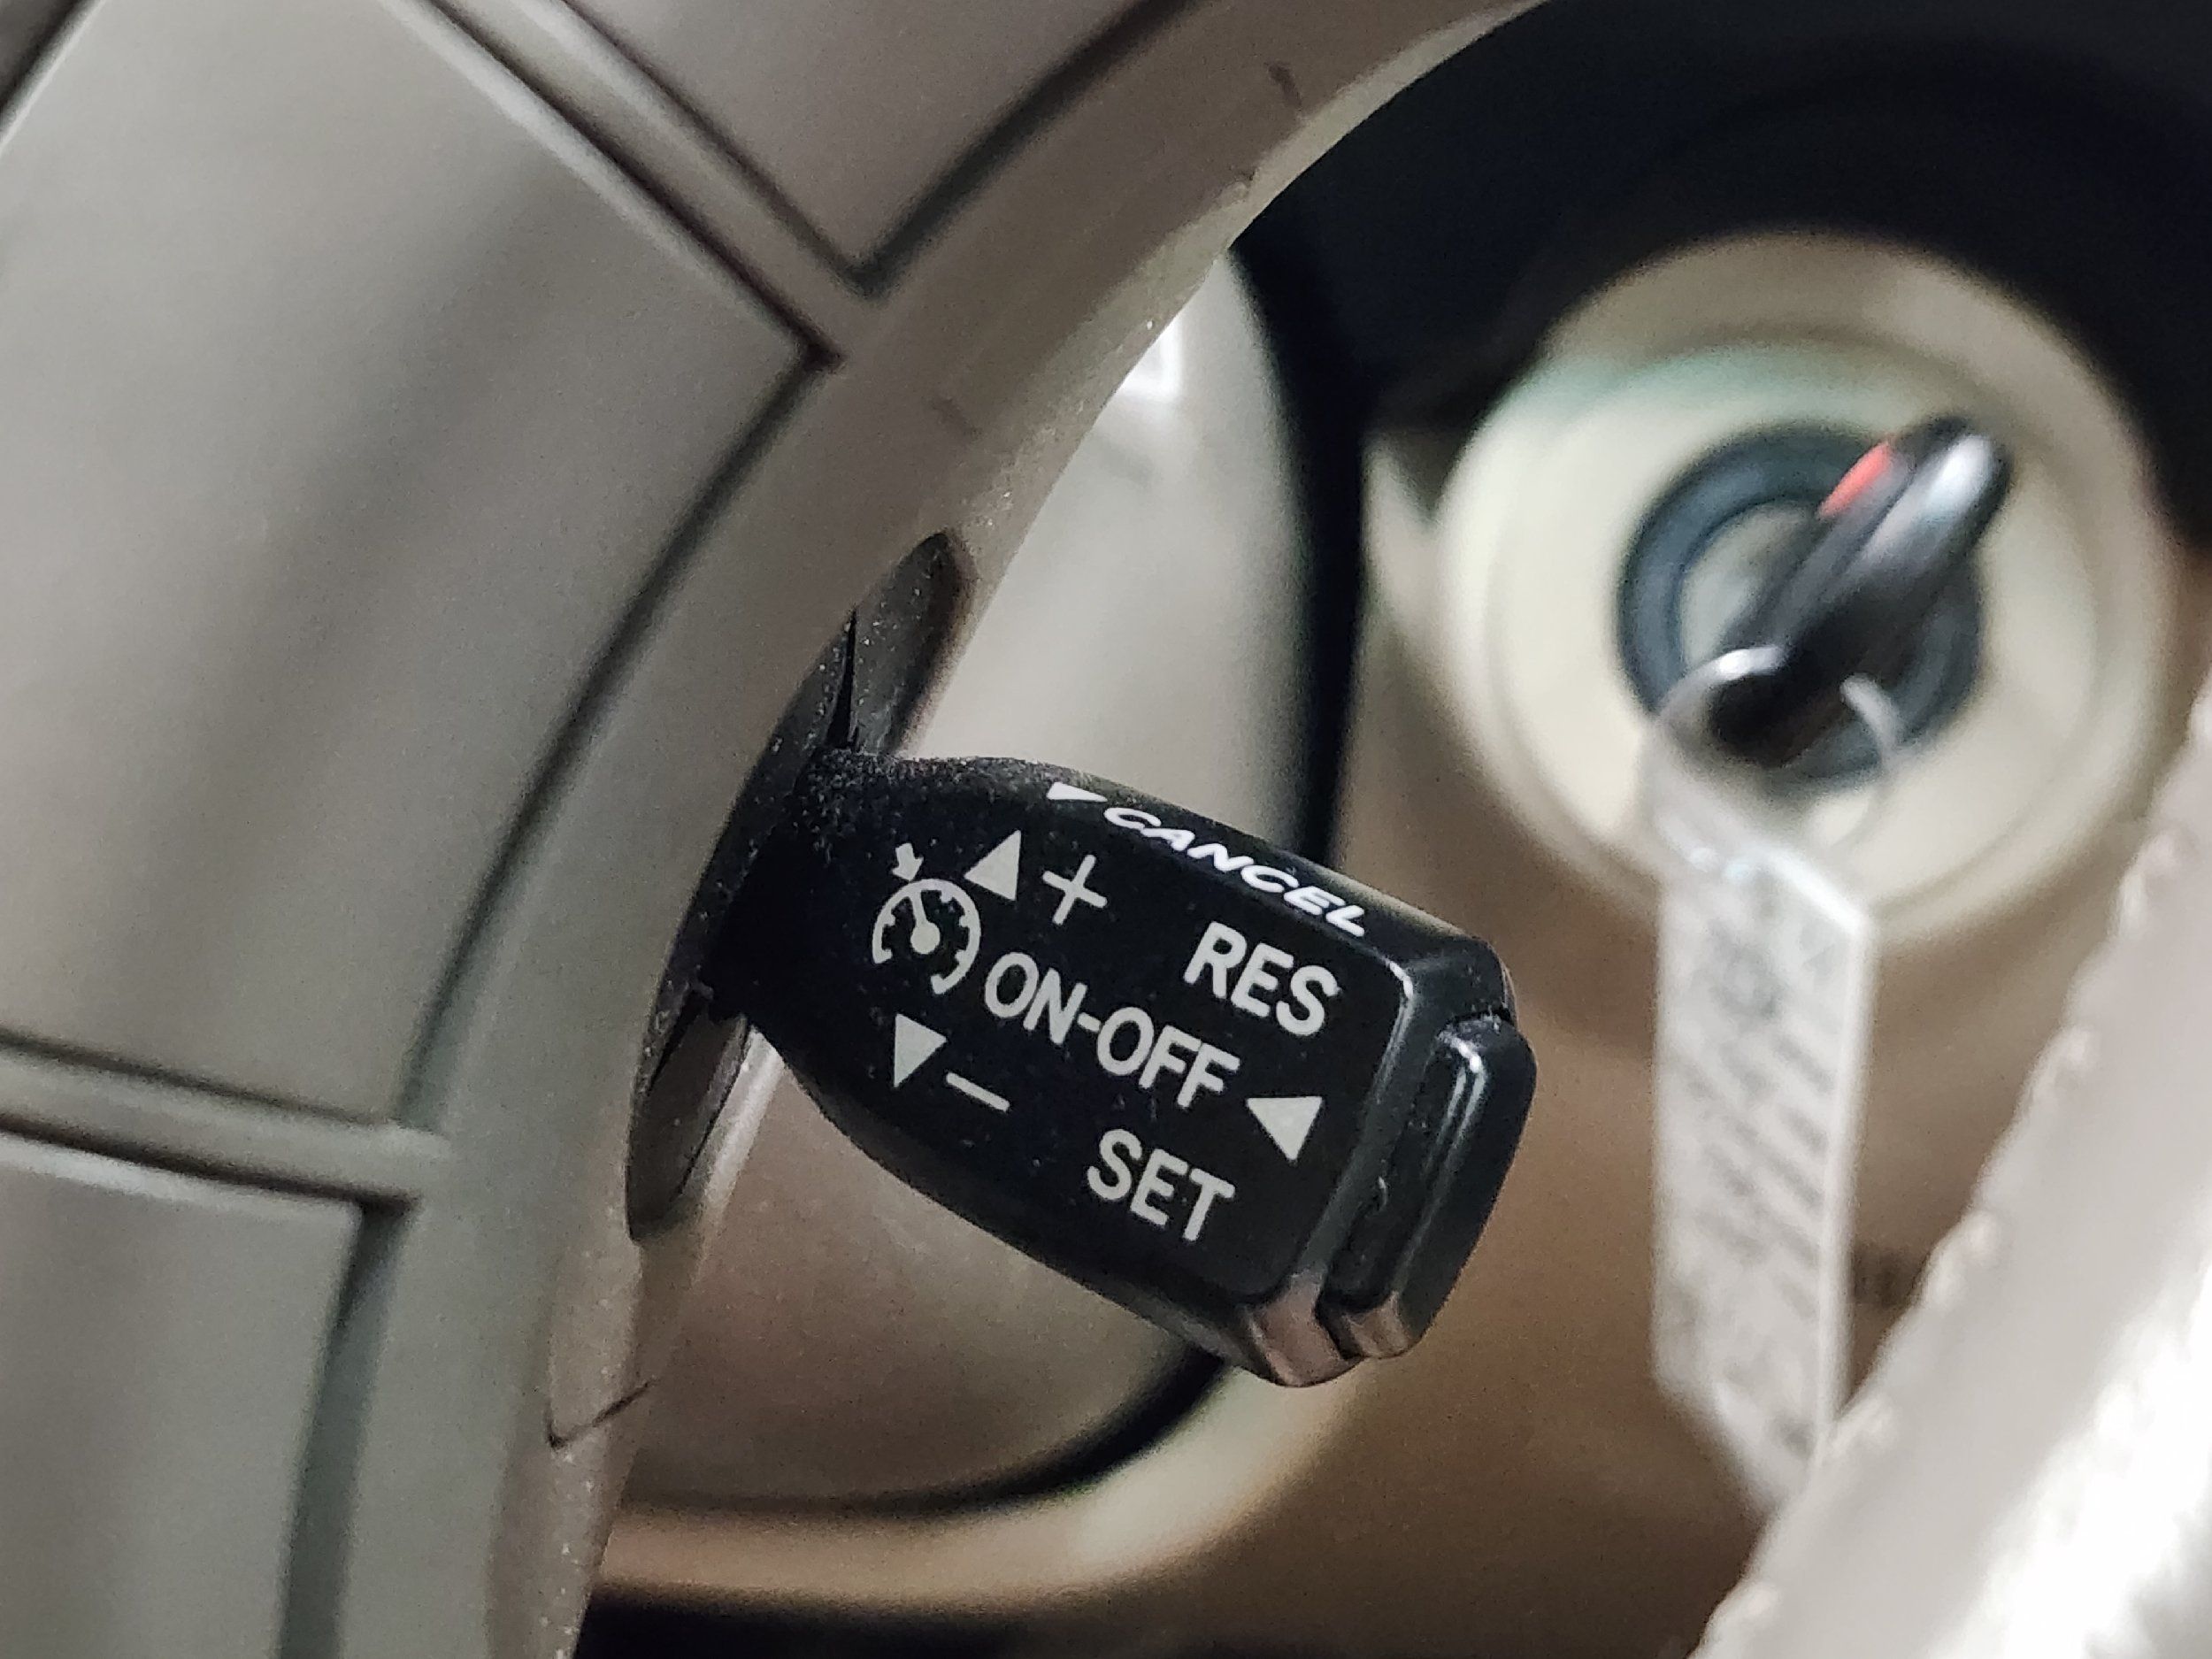 CANCEL
+ RES
ON-OFF
- SET